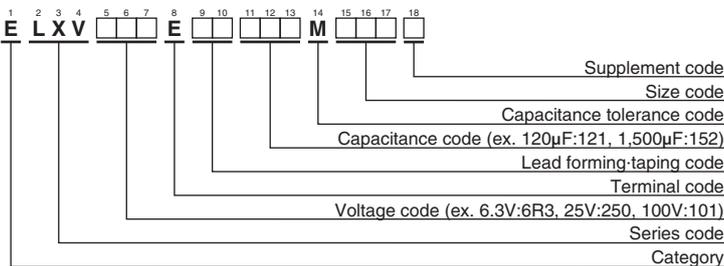 1 2 3 4 5 6 7 8 9 10 11 12 13 14 15 16 17 18
E L X V E M
Supplement code
Size code
Capacitance tolerance code
Capacitance code (ex. 120µF:121, 1,500µF:152)
Lead forming·taping code
Terminal code
Voltage code (ex. 6.3V:6R3, 25V:250, 100V:101)
Series code
Category